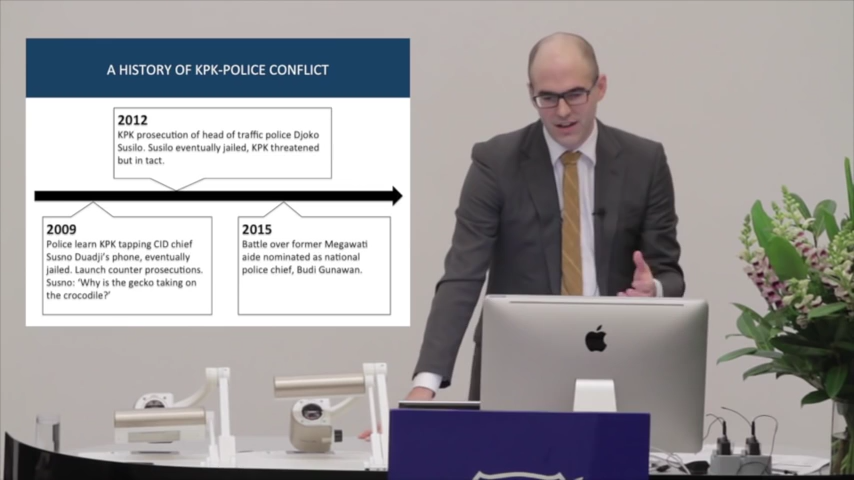 A HISTORY OF KPK-POLICE CONFLICT
2012
KPK prosecution of head of traffic police Djoko
Susilo. Susilo eventually jailed, KPK threatened
but in tact.
2009
Police learn KPK tapping CID chief
Susno Duadji's phone, eventually
jailed. Launch counter prosecutions.
Susno: 'Why is the gecko taking on
the crocodile?'
2015
Battle over former Megawati
aide nominated as national
police chief, Budi Gunawan.